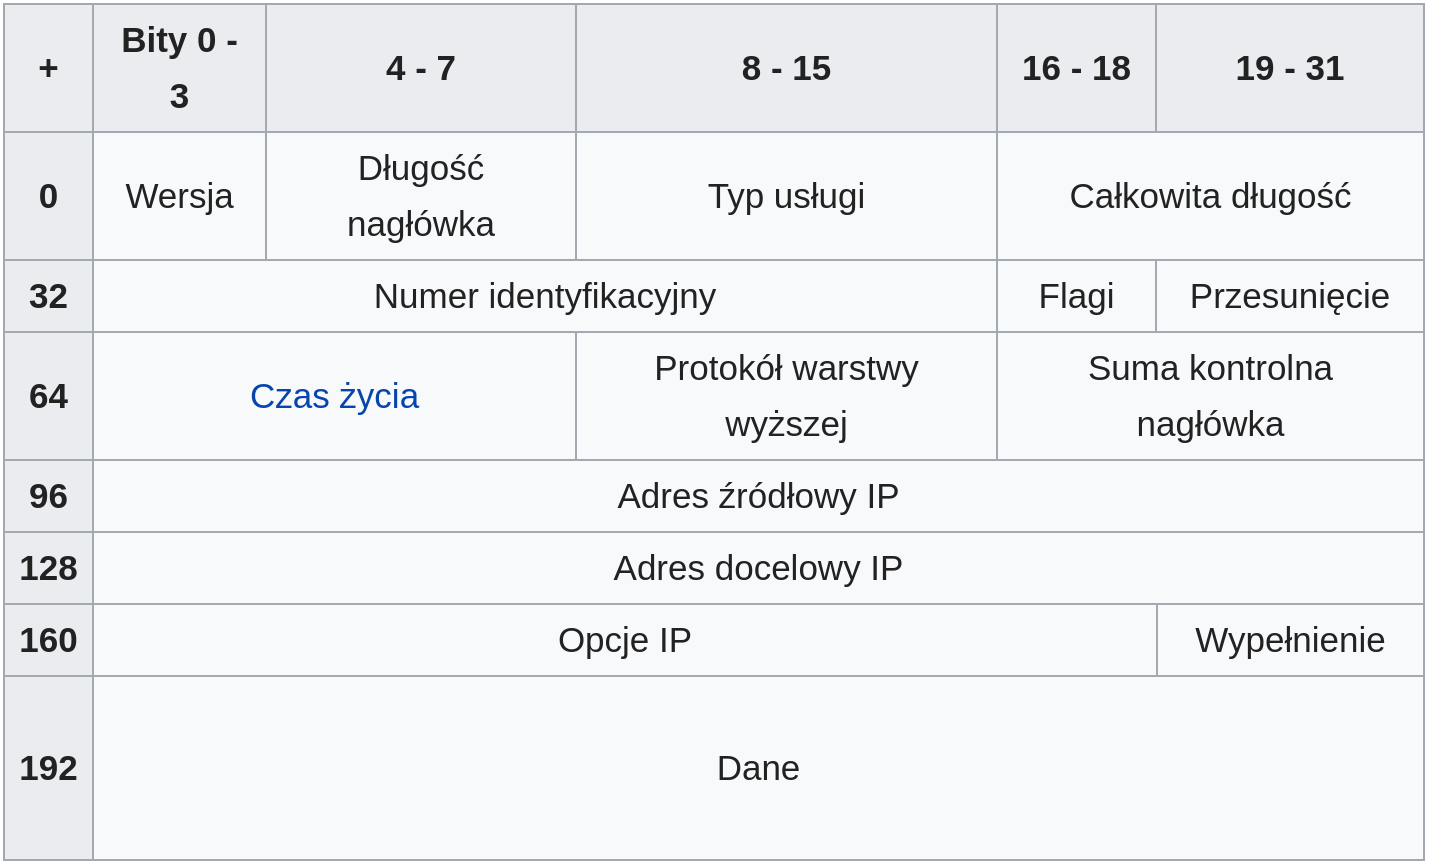 +
Bity 0 -
3
4 - 7
8 - 15
16 - 18
19 - 31
0
Wersja
Długość
nagłówka
Typ usługi
Całkowita długość
32
Numer identyfikacyjny
Flagi
Przesunięcie
64
Czas życia
Protokół warstwy
wyższej
Suma kontrolna
nagłówka
96
Adres źródłowy IP
128
Adres docelowy IP
160
Opcje IP
Wypełnienie
192
Dane